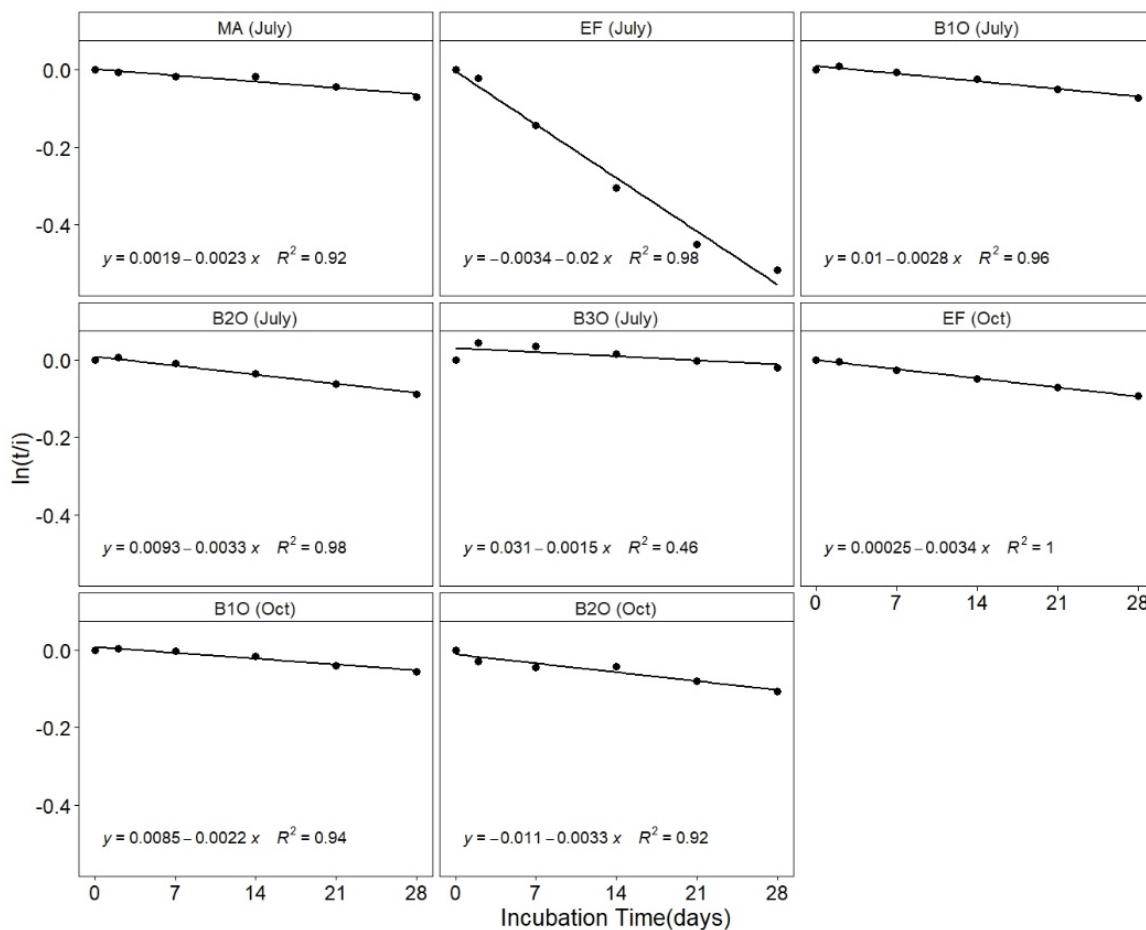 MA (July)
EF (July)
B1O (July)
0.0
-0.2
-0.4
y = 0.0019 − 0.0023 x R² = 0.92
y = −0.0034 − 0.02 x R² = 0.98
y = 0.01 − 0.0028 x R² = 0.96
B2O (July)
B3O (July)
EF (Oct)
0.0
-0.2
-0.4
y = 0.0093 − 0.0033 x R² = 0.98
y = 0.031 − 0.0015 x R² = 0.46
y = 0.00025 − 0.0034 x R² = 1
0 7 14 21 28
B1O (Oct)
B2O (Oct)
0.0
-0.2
-0.4
y = 0.0085 − 0.0022 x R² = 0.94
y = −0.011 − 0.0033 x R² = 0.92
0 7 14 21 28
0 7 14 21 28
ln(t/i)
Incubation Time(days)